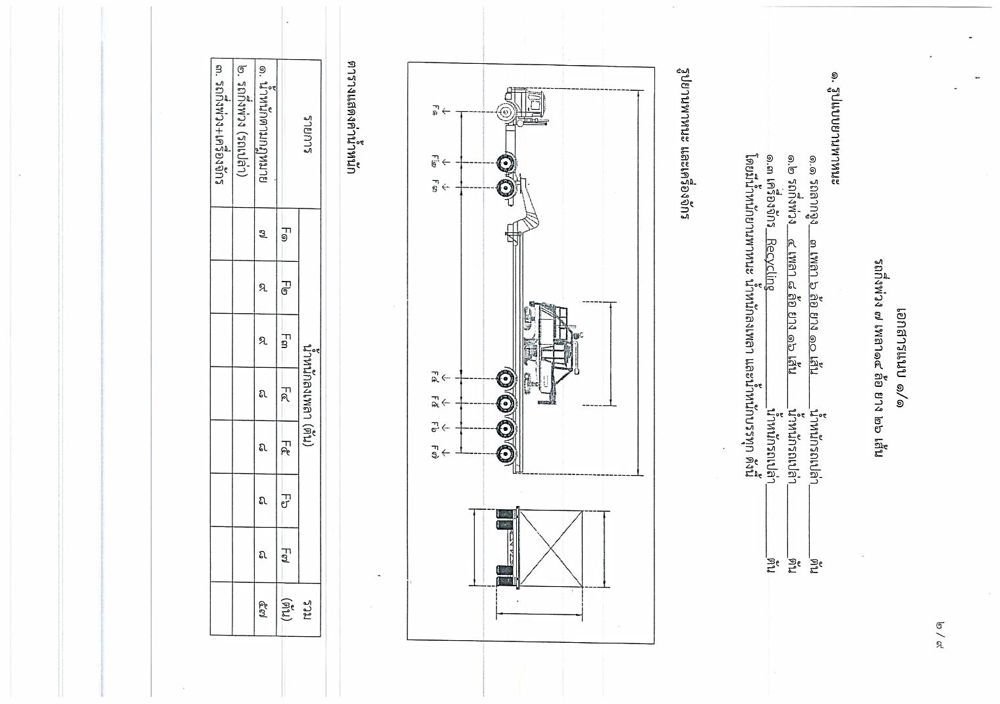 ๒ / ๙
เอกสารแนบ ๑/๑
รถกึ่งพ่วง ๗ เพลา๑๔ ล้อ ยาง ๒๖ เส้น
๑. รูปแบบยานพาหนะ
๑.๑ รถลากจูง ๓ เพลา ๖ ล้อ ยาง ๑๐ เส้น น้ำหนักรถเปล่า ตัน
๑.๒ รถกึ่งพ่วง ๔ เพลา ๘ ล้อ ยาง ๑๖ เส้น น้ำหนักรถเปล่า ตัน
๑.๓ เครื่องจักร Recycling น้ำหนักรถเปล่า ตัน
โดยมีน้ำหนักยานพาหนะ น้ำหนักลงเพลา และน้ำหนักบรรทุก ดังนี้
รูปยานพาหนะ และเครื่องจักร
F๑ F๒ F๓ F๔ F๕ F๖ F๗
ตารางแสดงค่าน้ำหนัก
รายการ น้ำหนักลงเพลา (ตัน) รวม
F๑ F๒ F๓ F๔ F๕ F๖ F๗ (ตัน)
๑. น้ำหนักตามกฎหมาย ๗ ๙ ๙ ๘ ๘ ๘ ๘ ๕๗
๒. รถกึ่งพ่วง (รถเปล่า)
๓. รถกึ่งพ่วง+เครื่องจักร